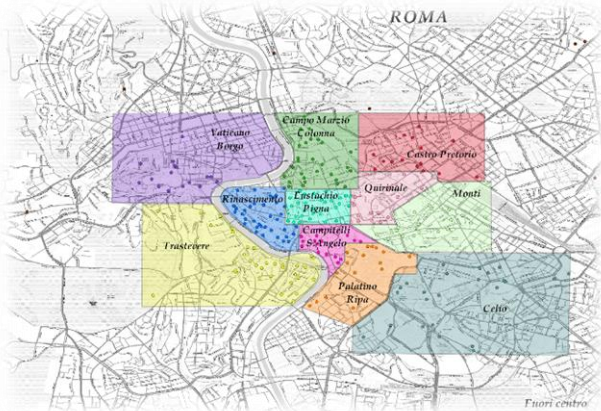 ROMA
Campo Marzio
Colonna
Vaticano
Borgo
Castro Pretorio
Quirinale
Monti
Rinascimento
Eustachio
Pigna
Campitelli
S.Angelo
Trastevere
Palatino
Ripa
Celio
Fuori centro